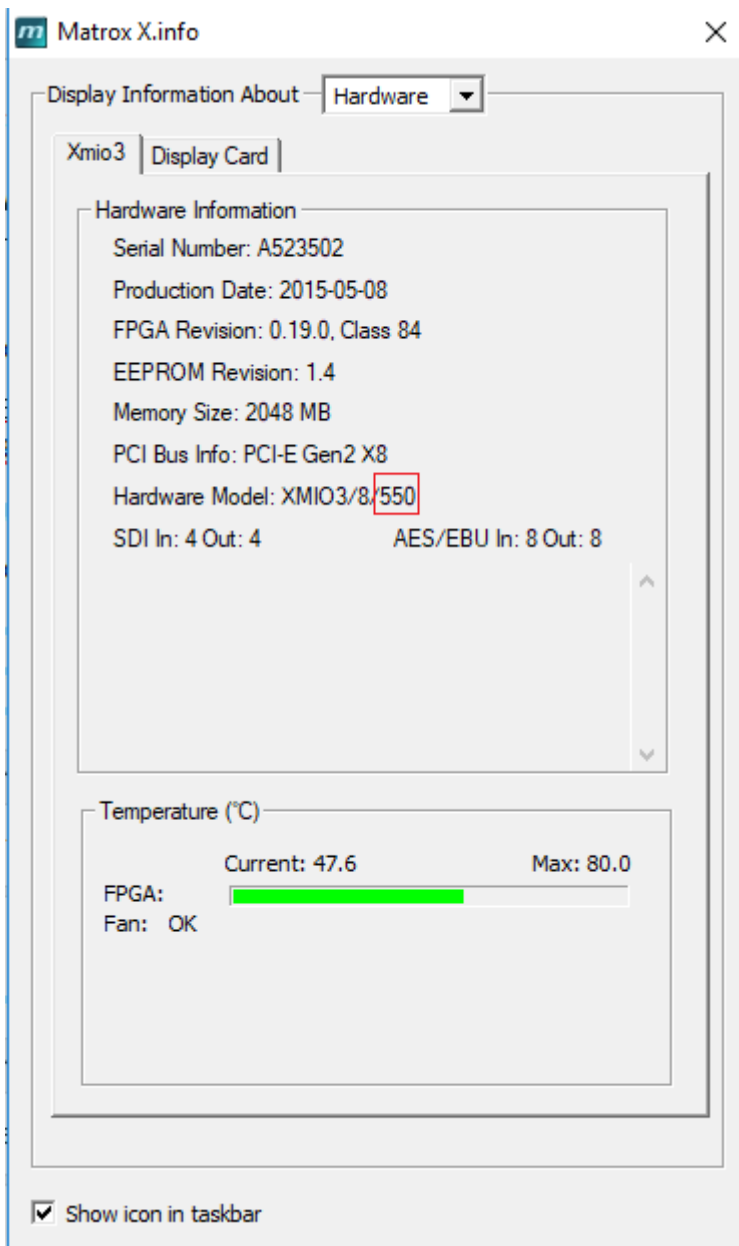 Matrox X.info
Display Information About Hardware
Xmio3 Display Card
Hardware Information
Serial Number: A523502
Production Date: 2015-05-08
FPGA Revision: 0.19.0, Class 84
EEPROM Revision: 1.4
Memory Size: 2048 MB
PCI Bus Info: PCI-E Gen2 X8
Hardware Model: XMIO3/8/550
SDI In: 4 Out: 4 AES/EBU In: 8 Out: 8
Temperature (°C)
Current: 47.6 Max: 80.0
FPGA:
Fan: OK
Show icon in taskbar